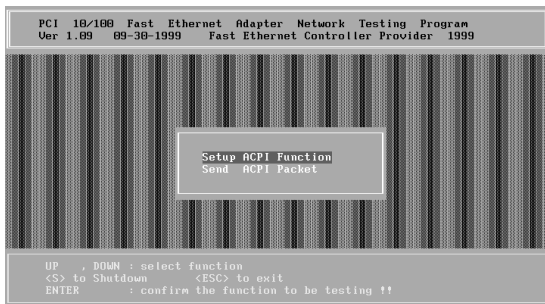 PCI 10/100 Fast Ethernet Adapter Network Testing Program
Ver 1.09 09-30-1999 Fast Ethernet Controller Provider 1999
Setup ACPI Function
Send ACPI Packet
UP , DOWN : select function
<S> to Shutdown <ESC> to exit
ENTER : confirm the function to be testing !!